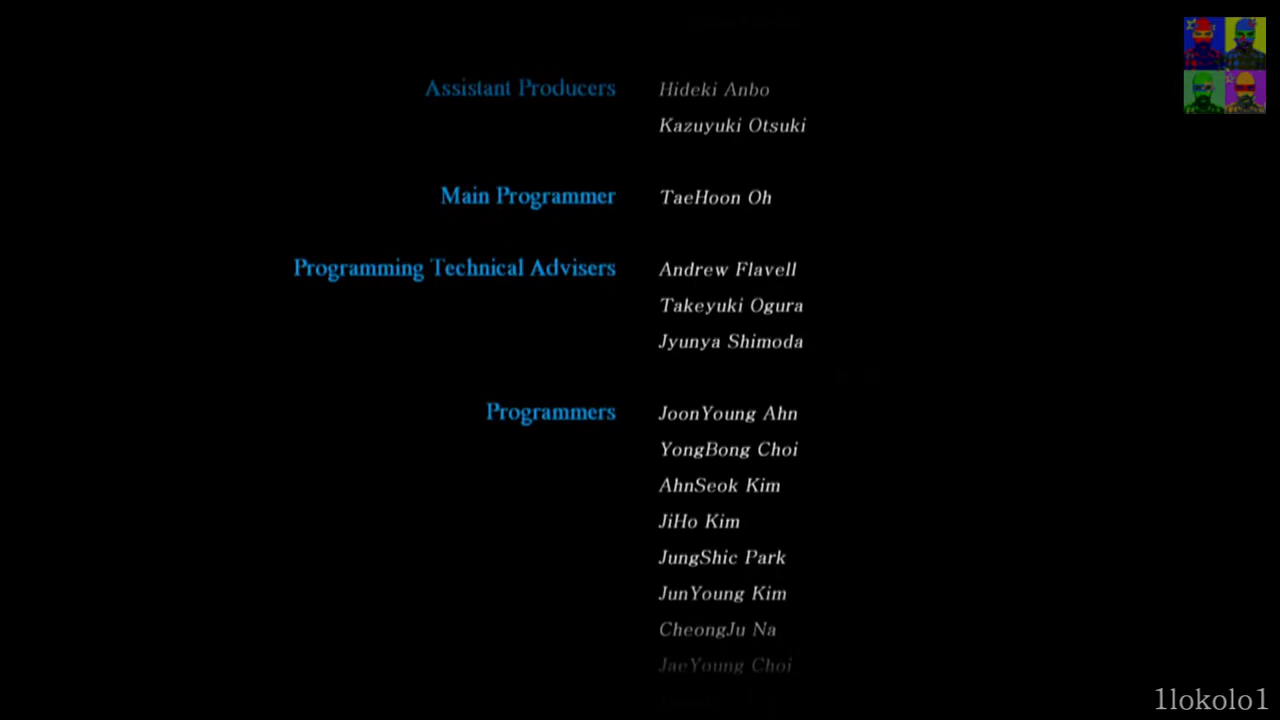 Assistant Producers Hideki Anbo
Kazuyuki Otsuki
Main Programmer TaeHoon Oh
Programming Technical Advisers Andrew Flavell
Takeyuki Ogura
Jyunya Shimoda
Programmers JoonYoung Ahn
YongBong Choi
AhnSeok Kim
JiHo Kim
JungShic Park
JunYoung Kim
CheongJu Na
JaeYoung Choi
1lokolo1